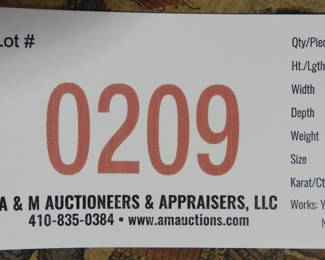 Lot #
0209
A & M AUCTIONEERS & APPRAISERS, LLC
410-835-0384 • www.amauctions.com
Qty/Pie
Ht./Lgth
Width
Depth
Weight
Size
Karat/Ct
Works: Y
N